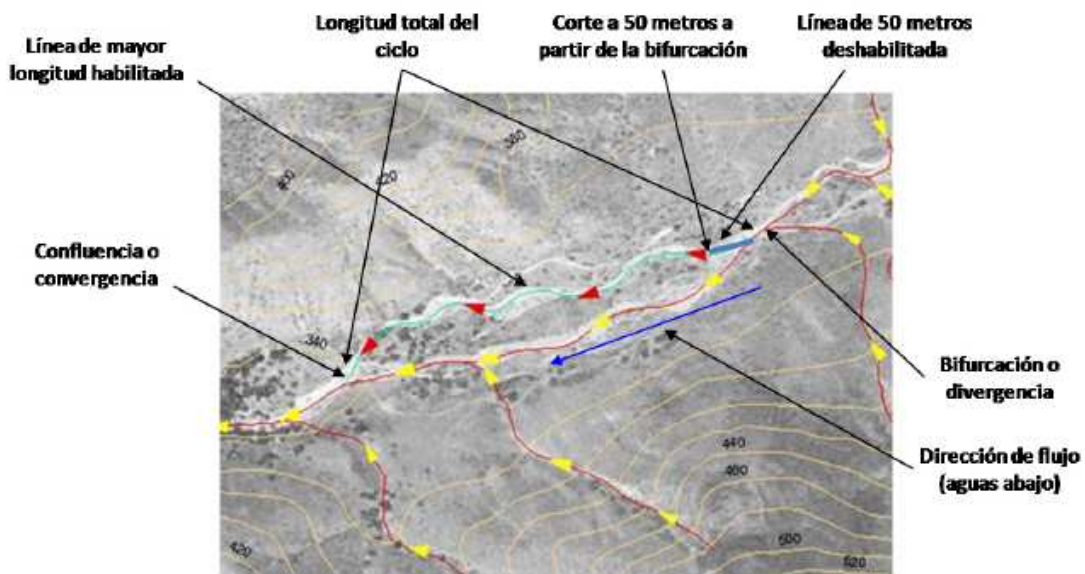 Línea de mayor
longitud habilitada
Longitud total del
ciclo
Corte a 50 metros a
partir de la bifurcación
Línea de 50 metros
deshabilitada
Confluencia o
convergencia
Bifurcación o
divergencia
Dirección de flujo
(aguas abajo)
400
420
380
340
440
460
500
520
420